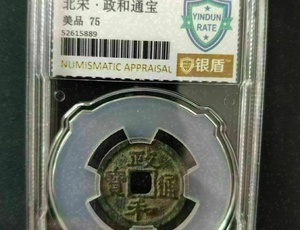 北宋·政和通宝
美品 75
52615889
YINDUN
RATE
NUMISMATIC APPRAISAL
银盾
政
寶 通
和